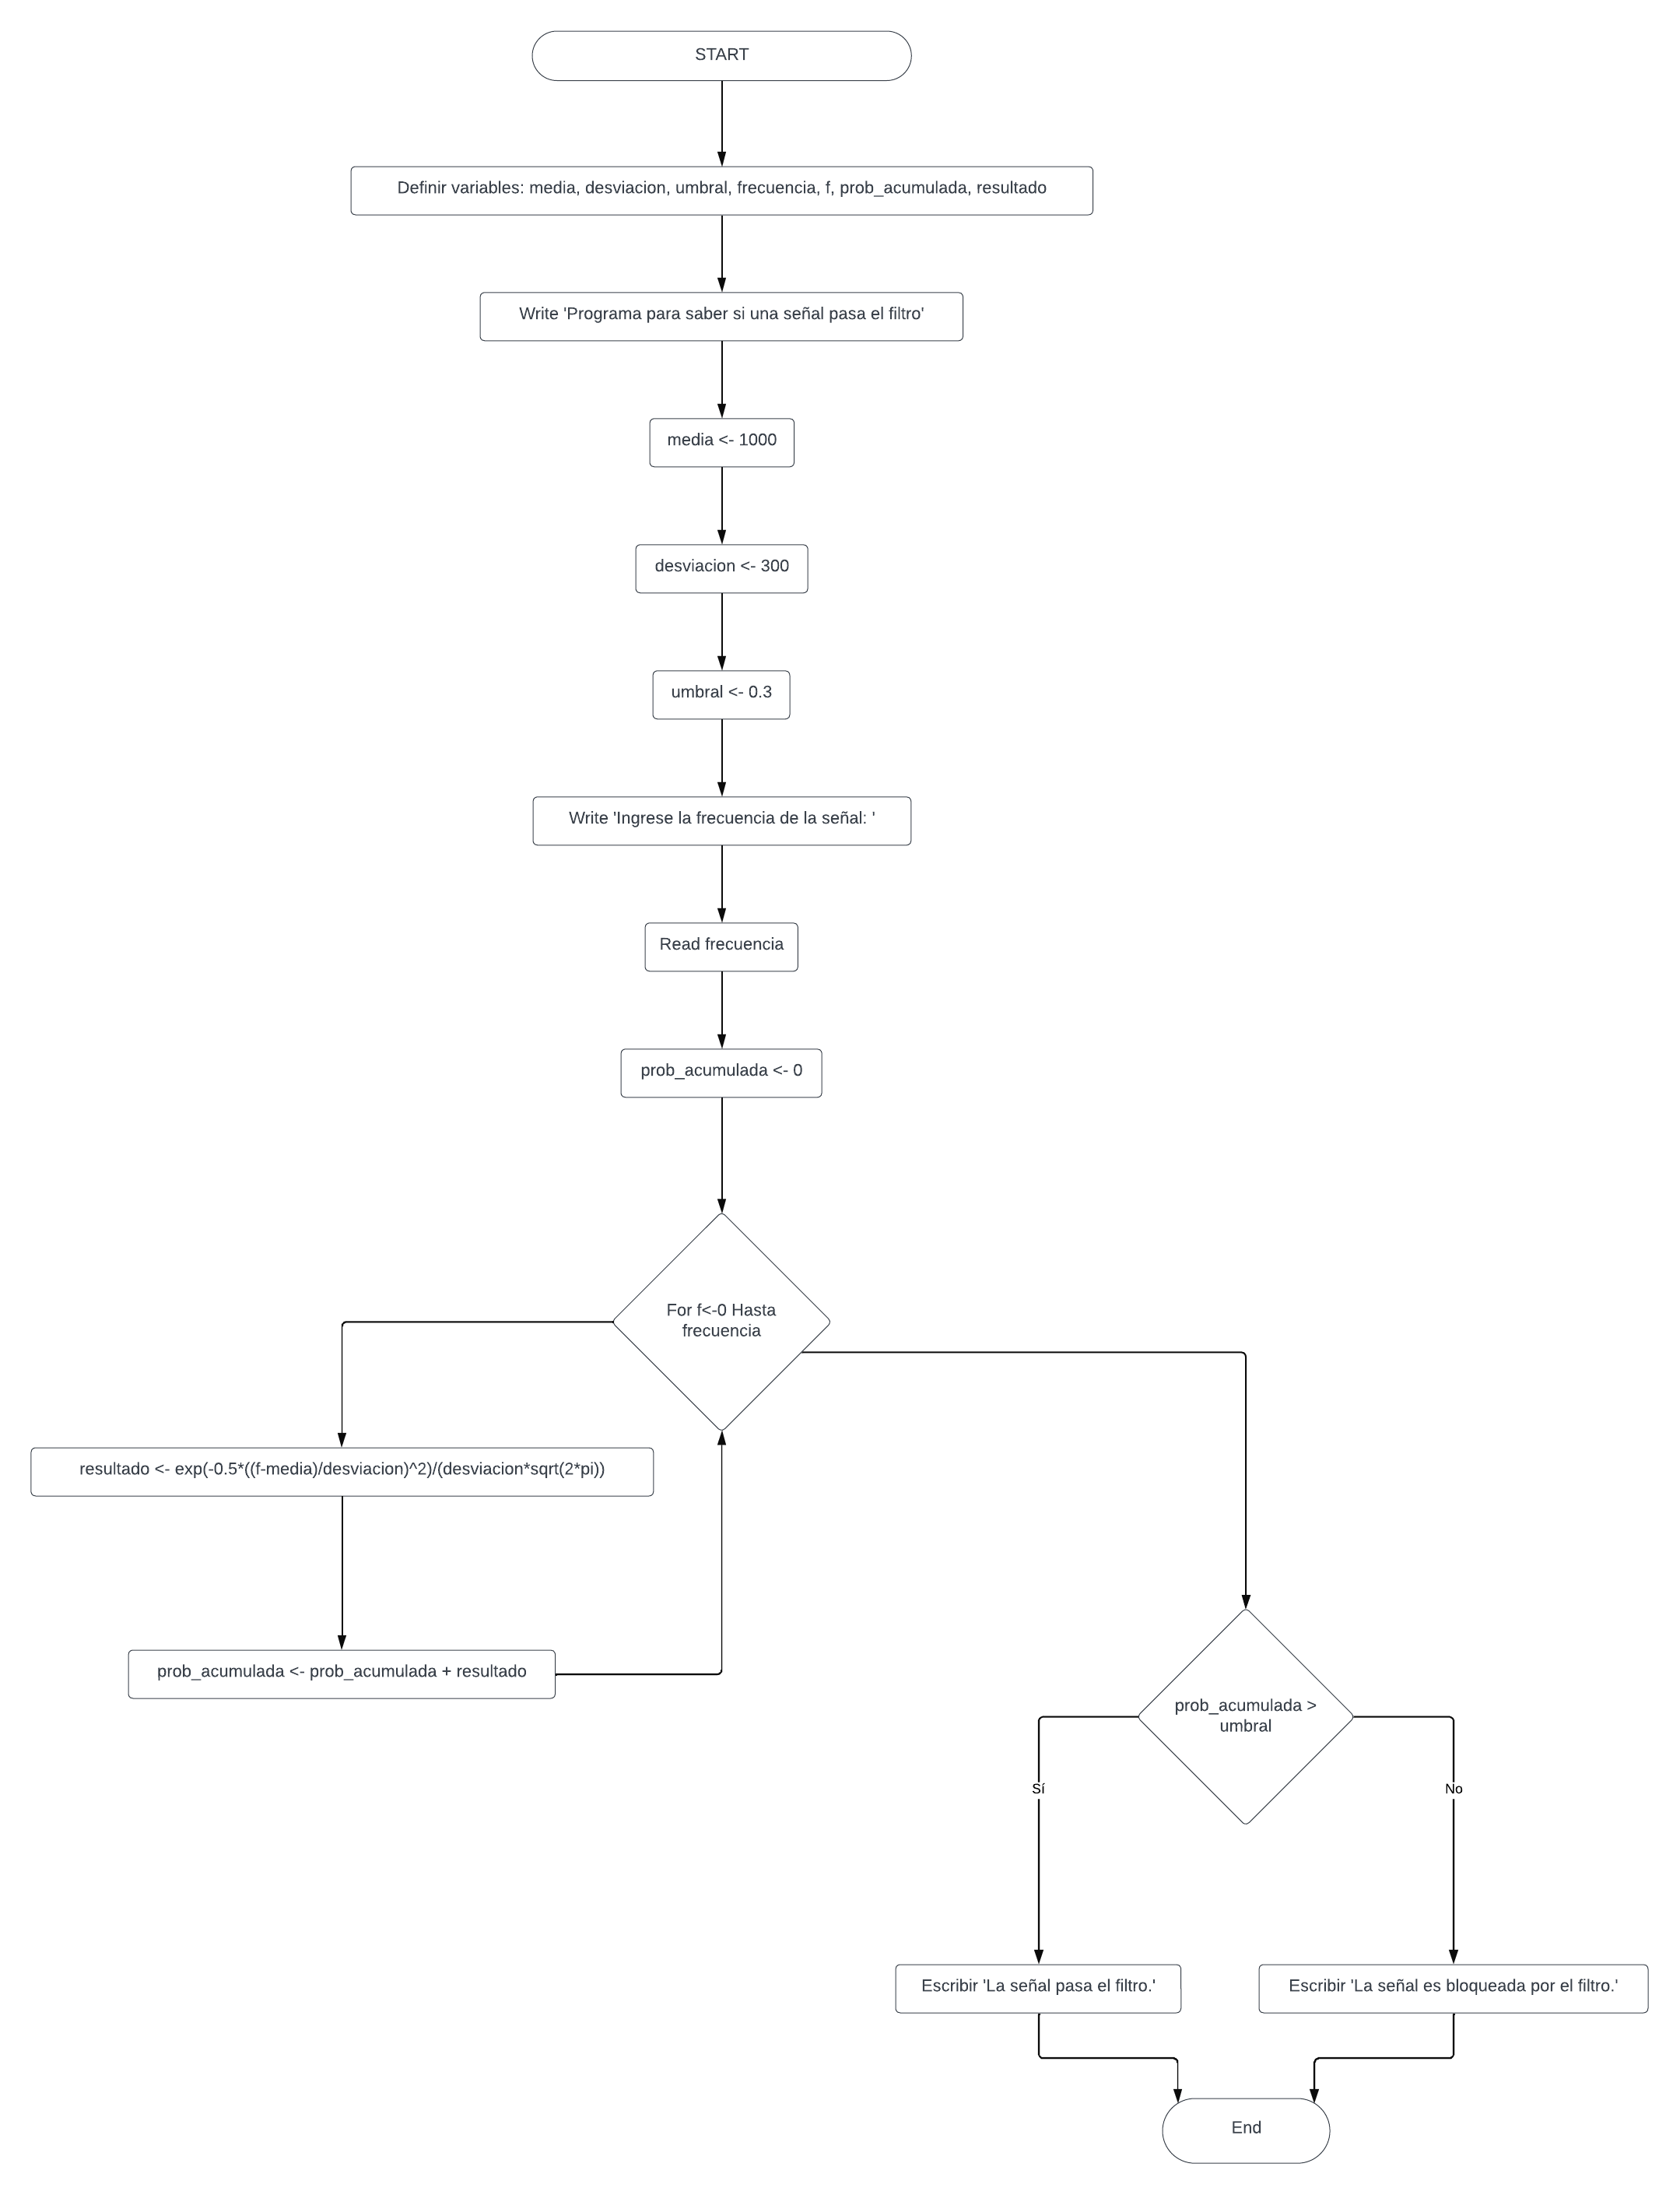 START
Definir variables: media, desviacion, umbral, frecuencia, f, prob_acumulada, resultado
Write 'Programa para saber si una señal pasa el filtro'
media <- 1000
desviacion <- 300
umbral <- 0.3
Write 'Ingrese la frecuencia de la señal: '
Read frecuencia
prob_acumulada <- 0
For f<-0 Hasta
frecuencia
resultado <- exp(-0.5*((f-media)/desviacion)^2)/(desviacion*sqrt(2*pi))
prob_acumulada <- prob_acumulada + resultado
prob_acumulada >
umbral
Sí
No
Escribir 'La señal pasa el filtro.'
Escribir 'La señal es bloqueada por el filtro.'
End